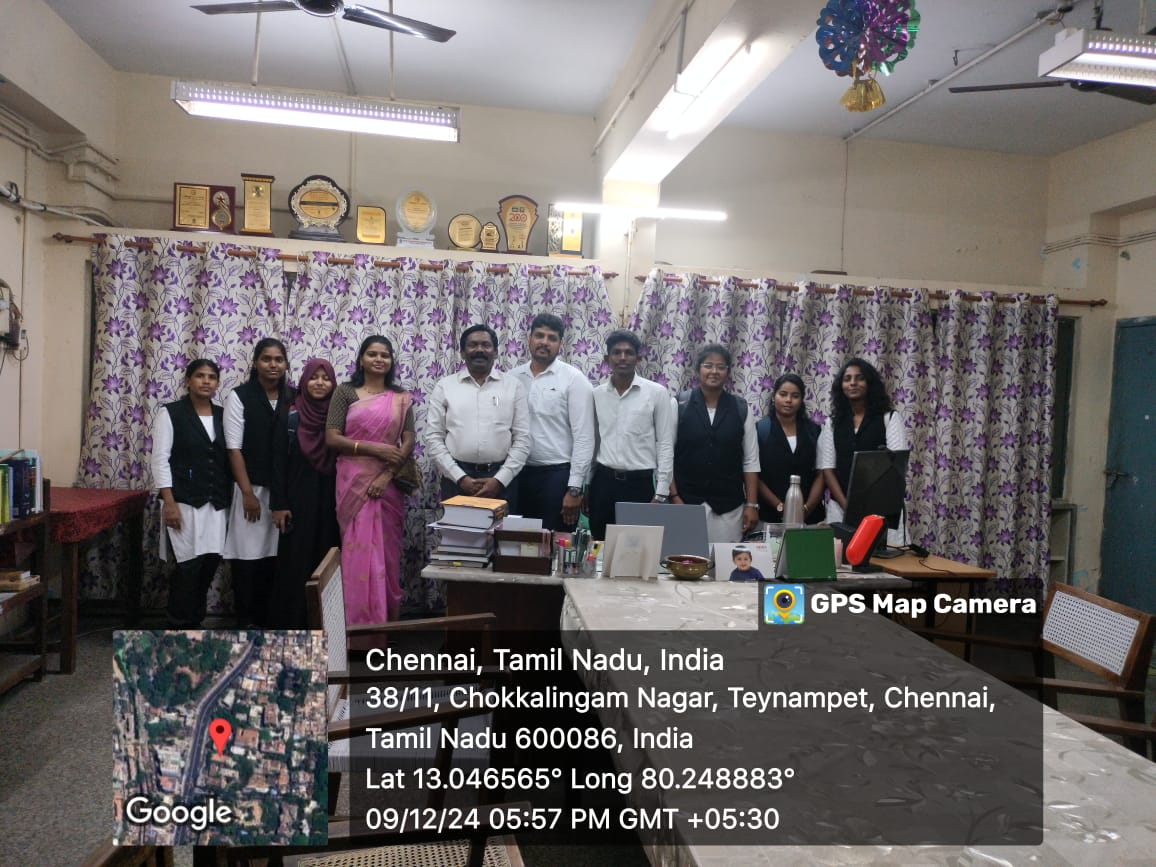 200
GPS Map Camera
Chennai, Tamil Nadu, India
38/11, Chokkalingam Nagar, Teynampet, Chennai,
Tamil Nadu 600086, India
Lat 13.046565° Long 80.248883°
09/12/24 05:57 PM GMT +05:30
Google